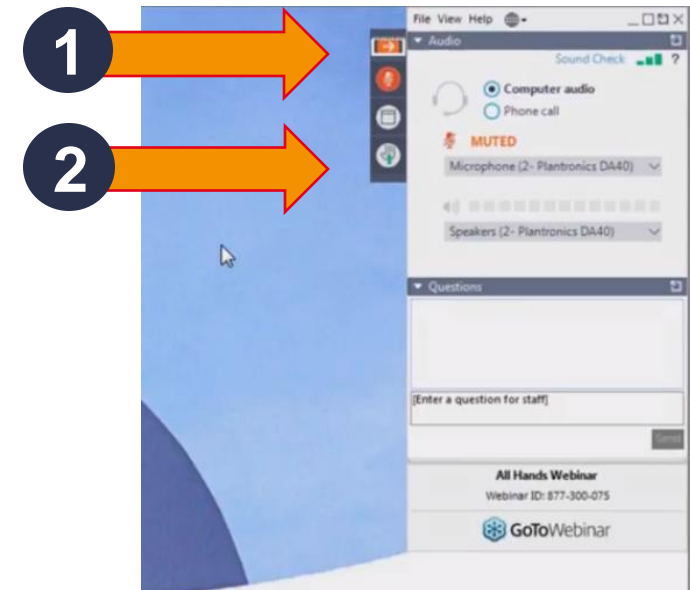 1
2
File View Help
Audio
Sound Check ?
Computer audio
Phone call
MUTED
Microphone (2- Plantronics DA40)
Speakers (2- Plantronics DA40)
Questions
[Enter a question for staff]
Send
All Hands Webinar
Webinar ID: 877-300-075
GoToWebinar